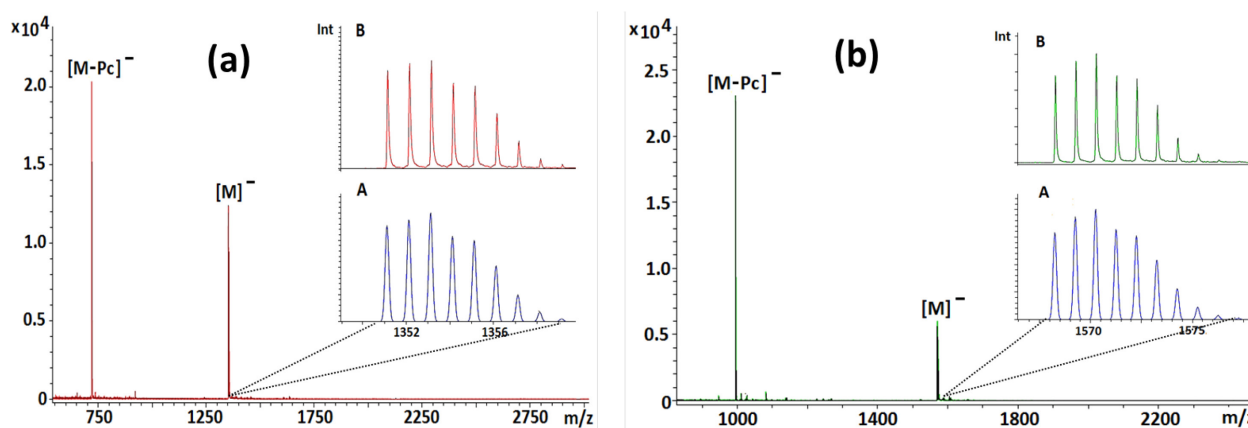 x10⁴
2.0
1.5
1.0
0.5
0
[M-Pc]⁻
(a)
[M]⁻
Int
B
A
1352 1356
750 1250 1750 2250 2750 m/z
x10⁴
2.5
2.0
1.5
1.0
0.5
0
[M-Pc]⁻
(b)
[M]⁻
Int
B
A
1570 1575
1000 1400 1800 2200 m/z